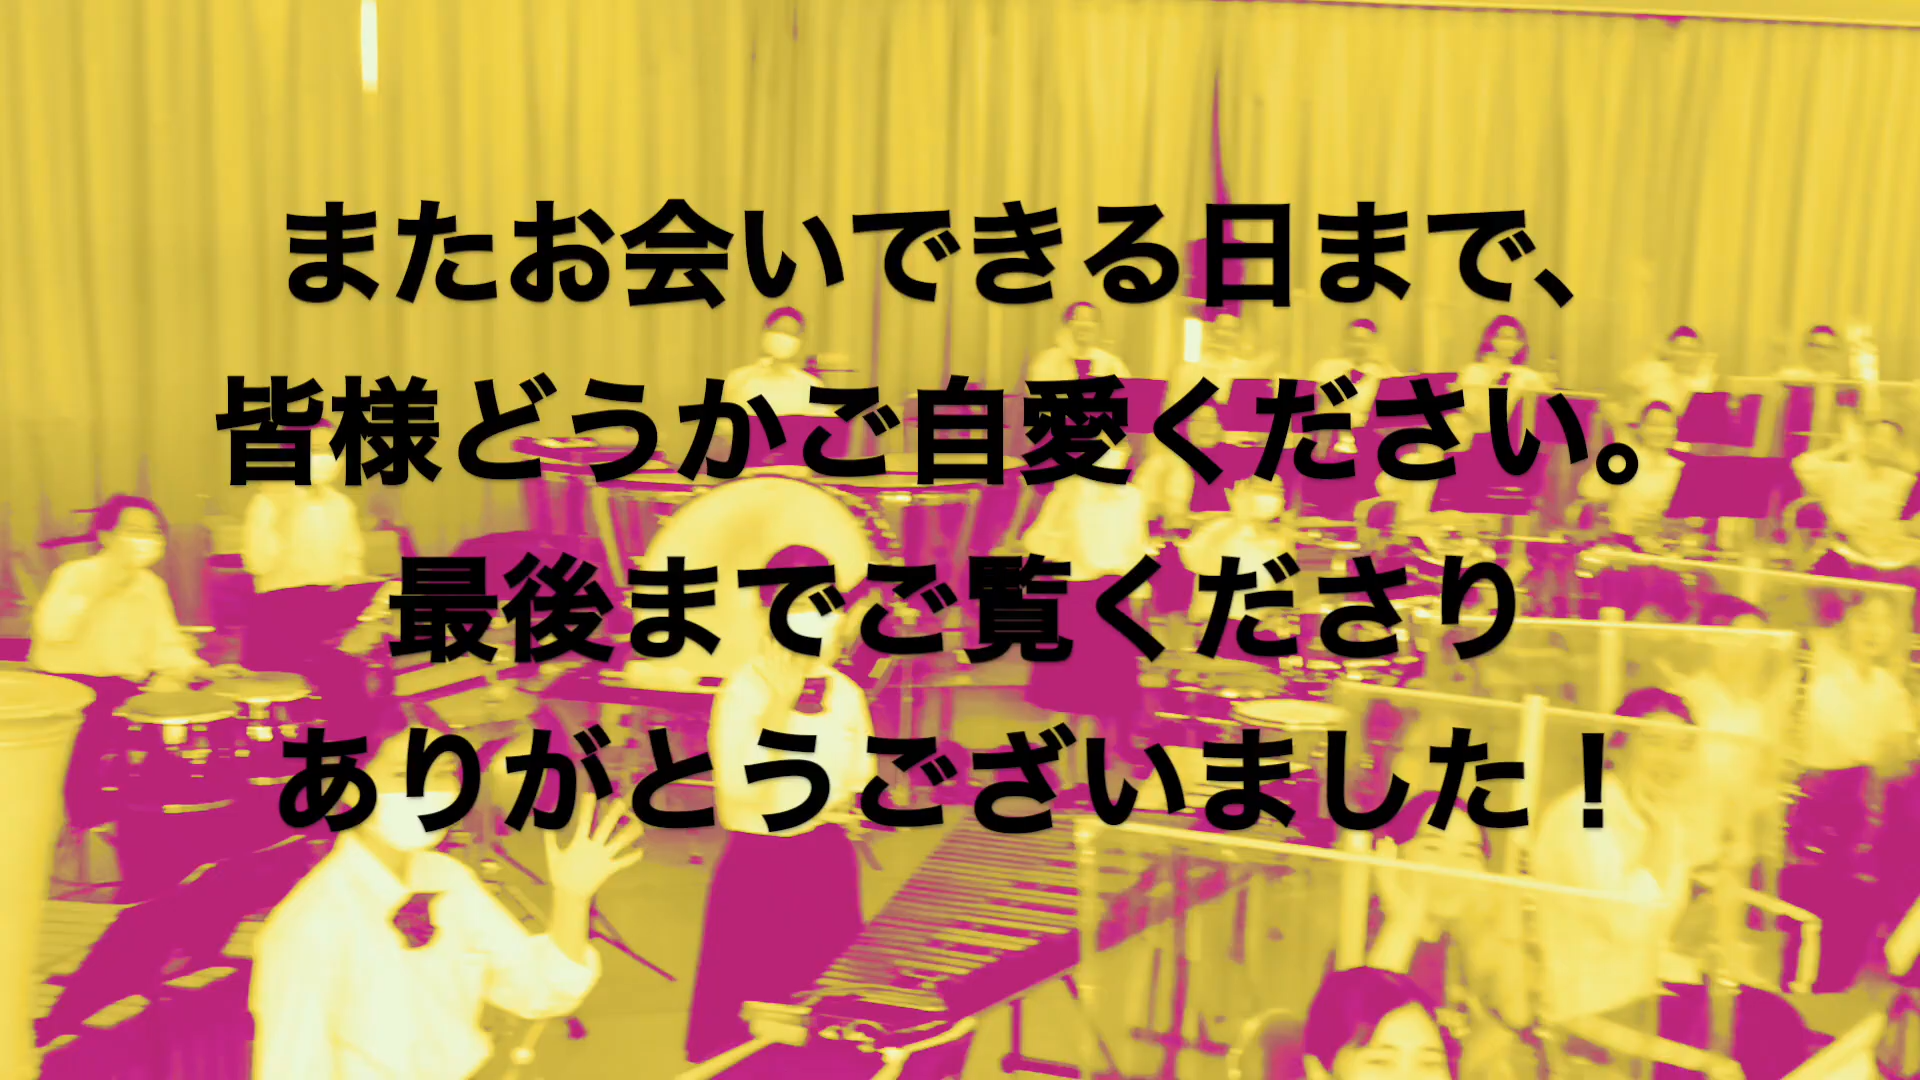 またお会いできる日まで、
皆様どうかご自愛ください。
最後までご覧くださり
ありがとうございました！